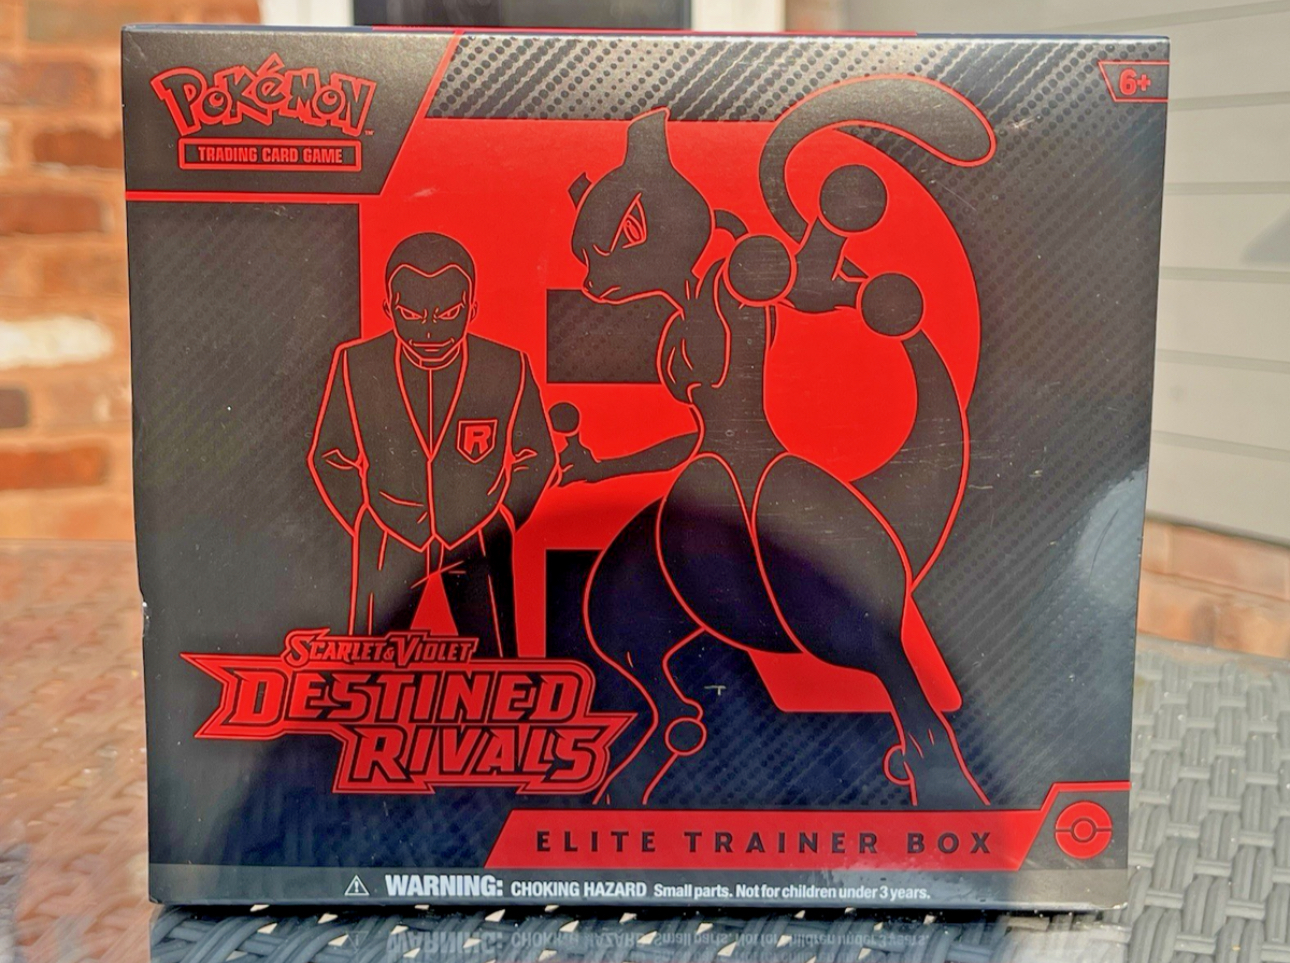 POKéMON
TRADING CARD GAME
6+
R
SCARLET & VIOLET
DESTINED
RIVALS
ELITE TRAINER BOX
WARNING: CHOKING HAZARD Small parts. Not for children under 3 years.